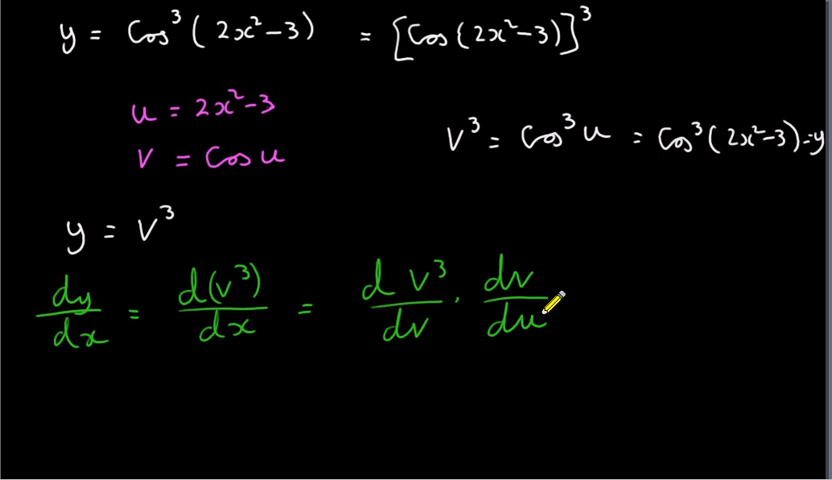 y = Cos³(2x²-3) = [Cos(2x²-3)]³
u = 2x²-3
V³ = Cos³u = Cos³(2x²-3) = y
V = Cos u
y = V³
dy/dx = d(v³)/dx = d V³/dv . dv/du